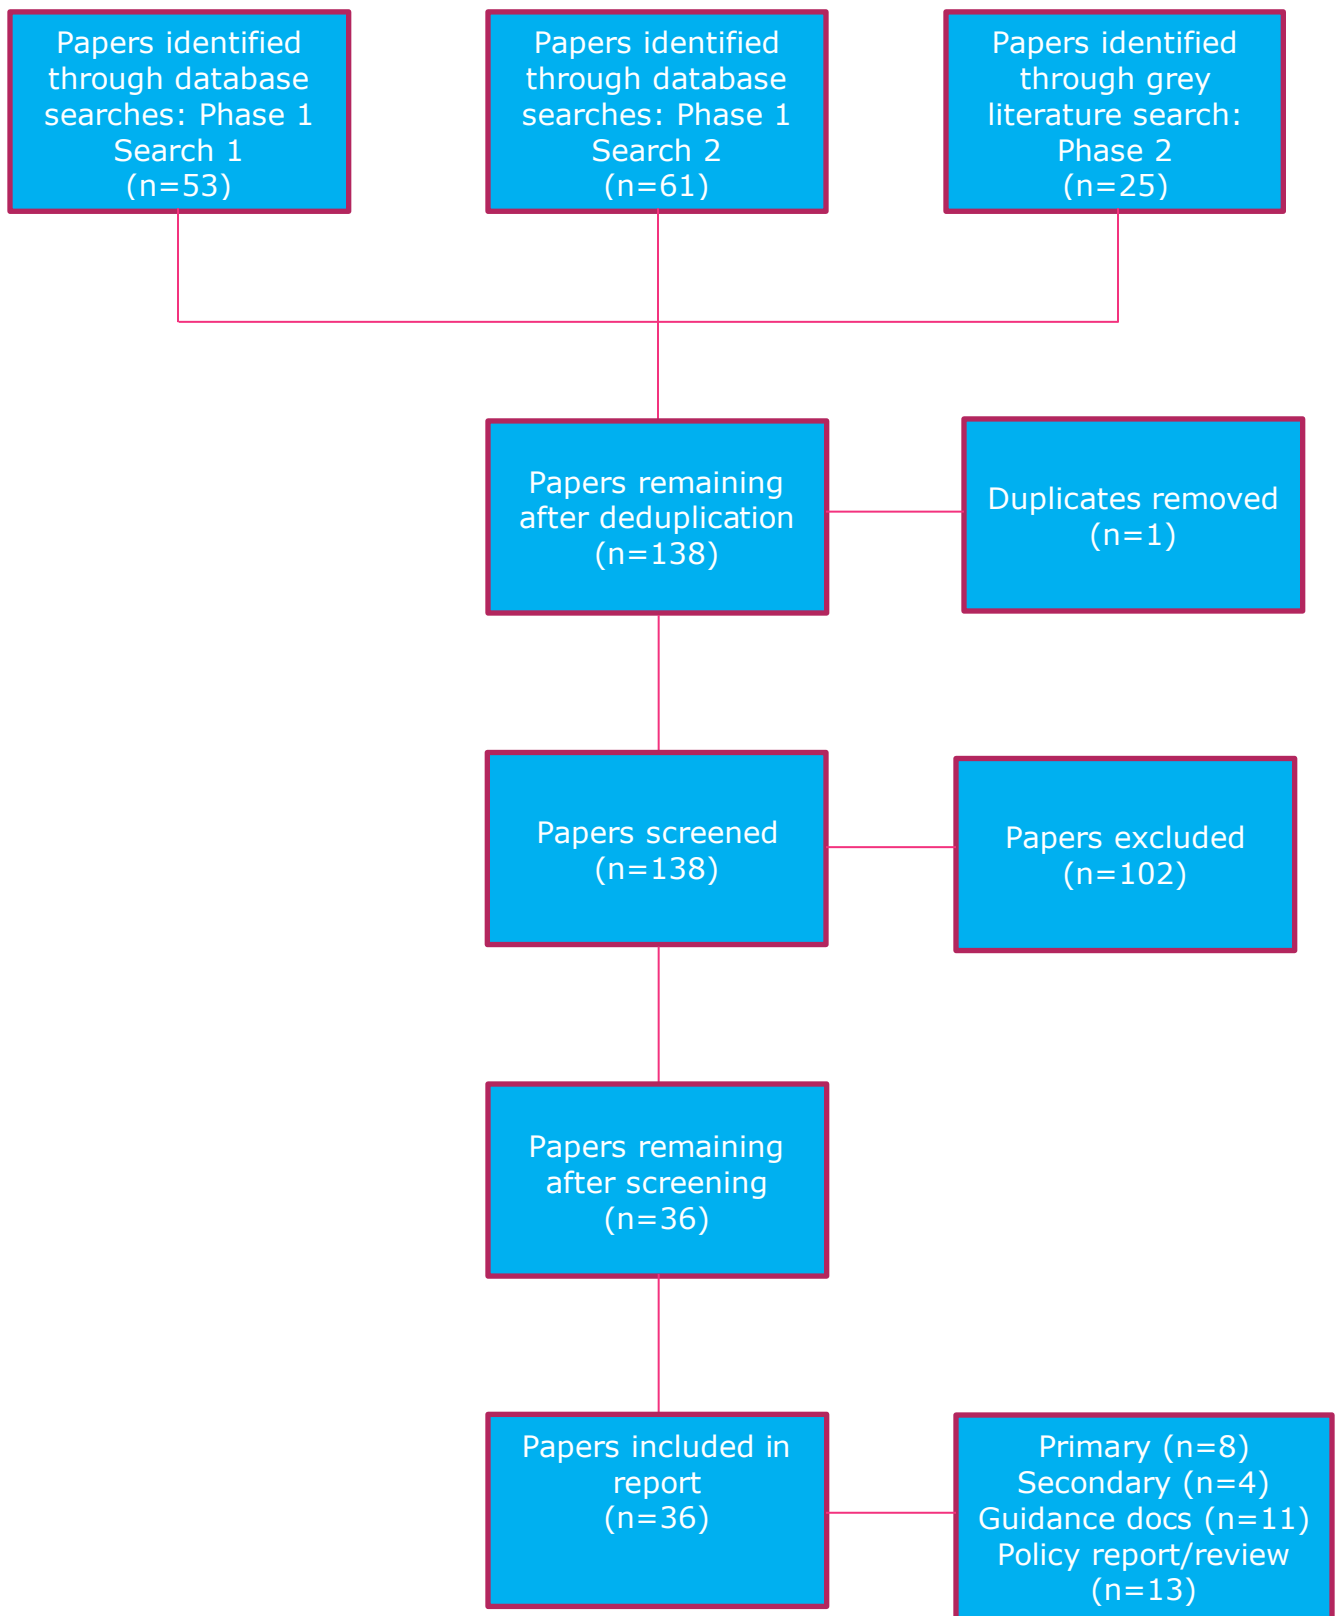 Papers identified
through database
searches: Phase 1
Search 1
(n=53)
Papers identified
through database
searches: Phase 1
Search 2
(n=61)
Papers identified
through grey
literature search:
Phase 2
(n=25)
Papers remaining
after deduplication
(n=138)
Duplicates removed
(n=1)
Papers screened
(n=138)
Papers excluded
(n=102)
Papers remaining
after screening
(n=36)
Papers included in
report
(n=36)
Primary (n=8)
Secondary (n=4)
Guidance docs (n=11)
Policy report/review
(n=13)